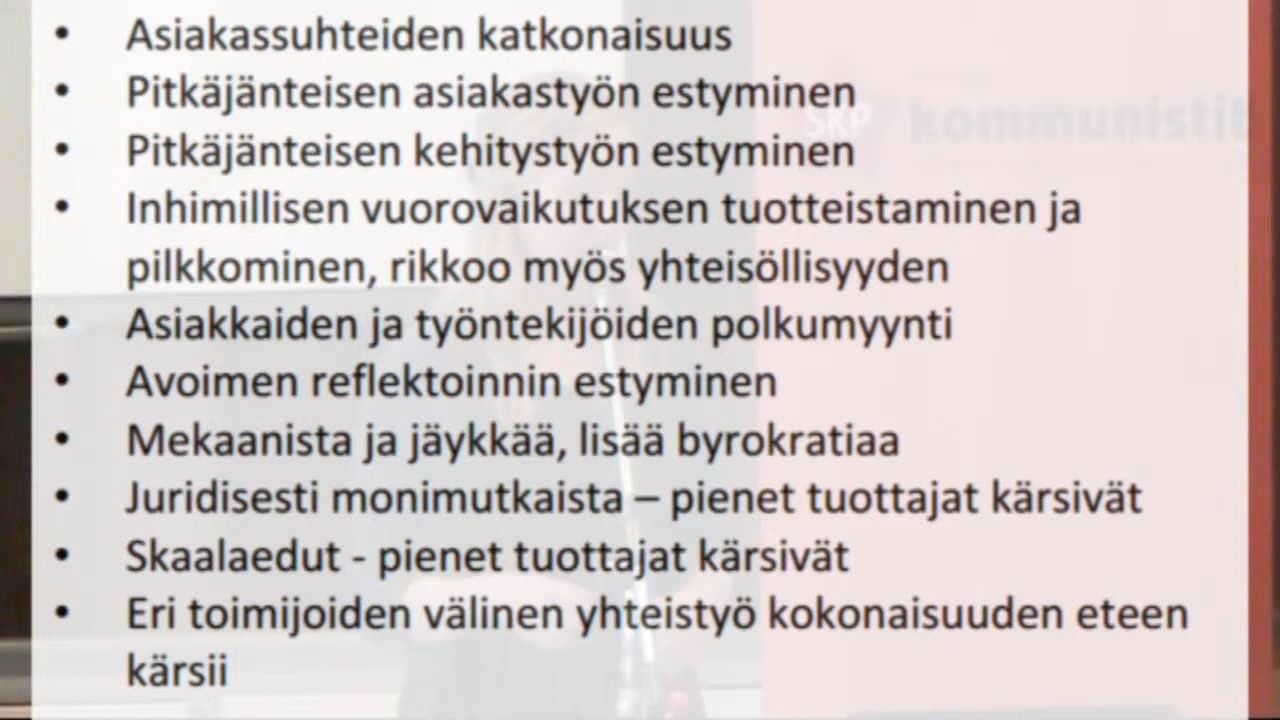 • Asiakassuhteiden katkonaisuus
• Pitkäjänteisen asiakastyön estyminen
SKP kommunistit
• Pitkäjänteisen kehitystyön estyminen
• Inhimillisen vuorovaikutuksen tuotteistaminen ja
pilkkominen, rikkoo myös yhteisöllisyyden
• Asiakkaiden ja työntekijöiden polkumyynti
• Avoimen reflektoinnin estyminen
• Mekaanista ja jäykkää, lisää byrokratiaa
• Juridisesti monimutkaista – pienet tuottajat kärsivät
• Skaalaedut - pienet tuottajat kärsivät
• Eri toimijoiden välinen yhteistyö kokonaisuuden eteen
kärsii